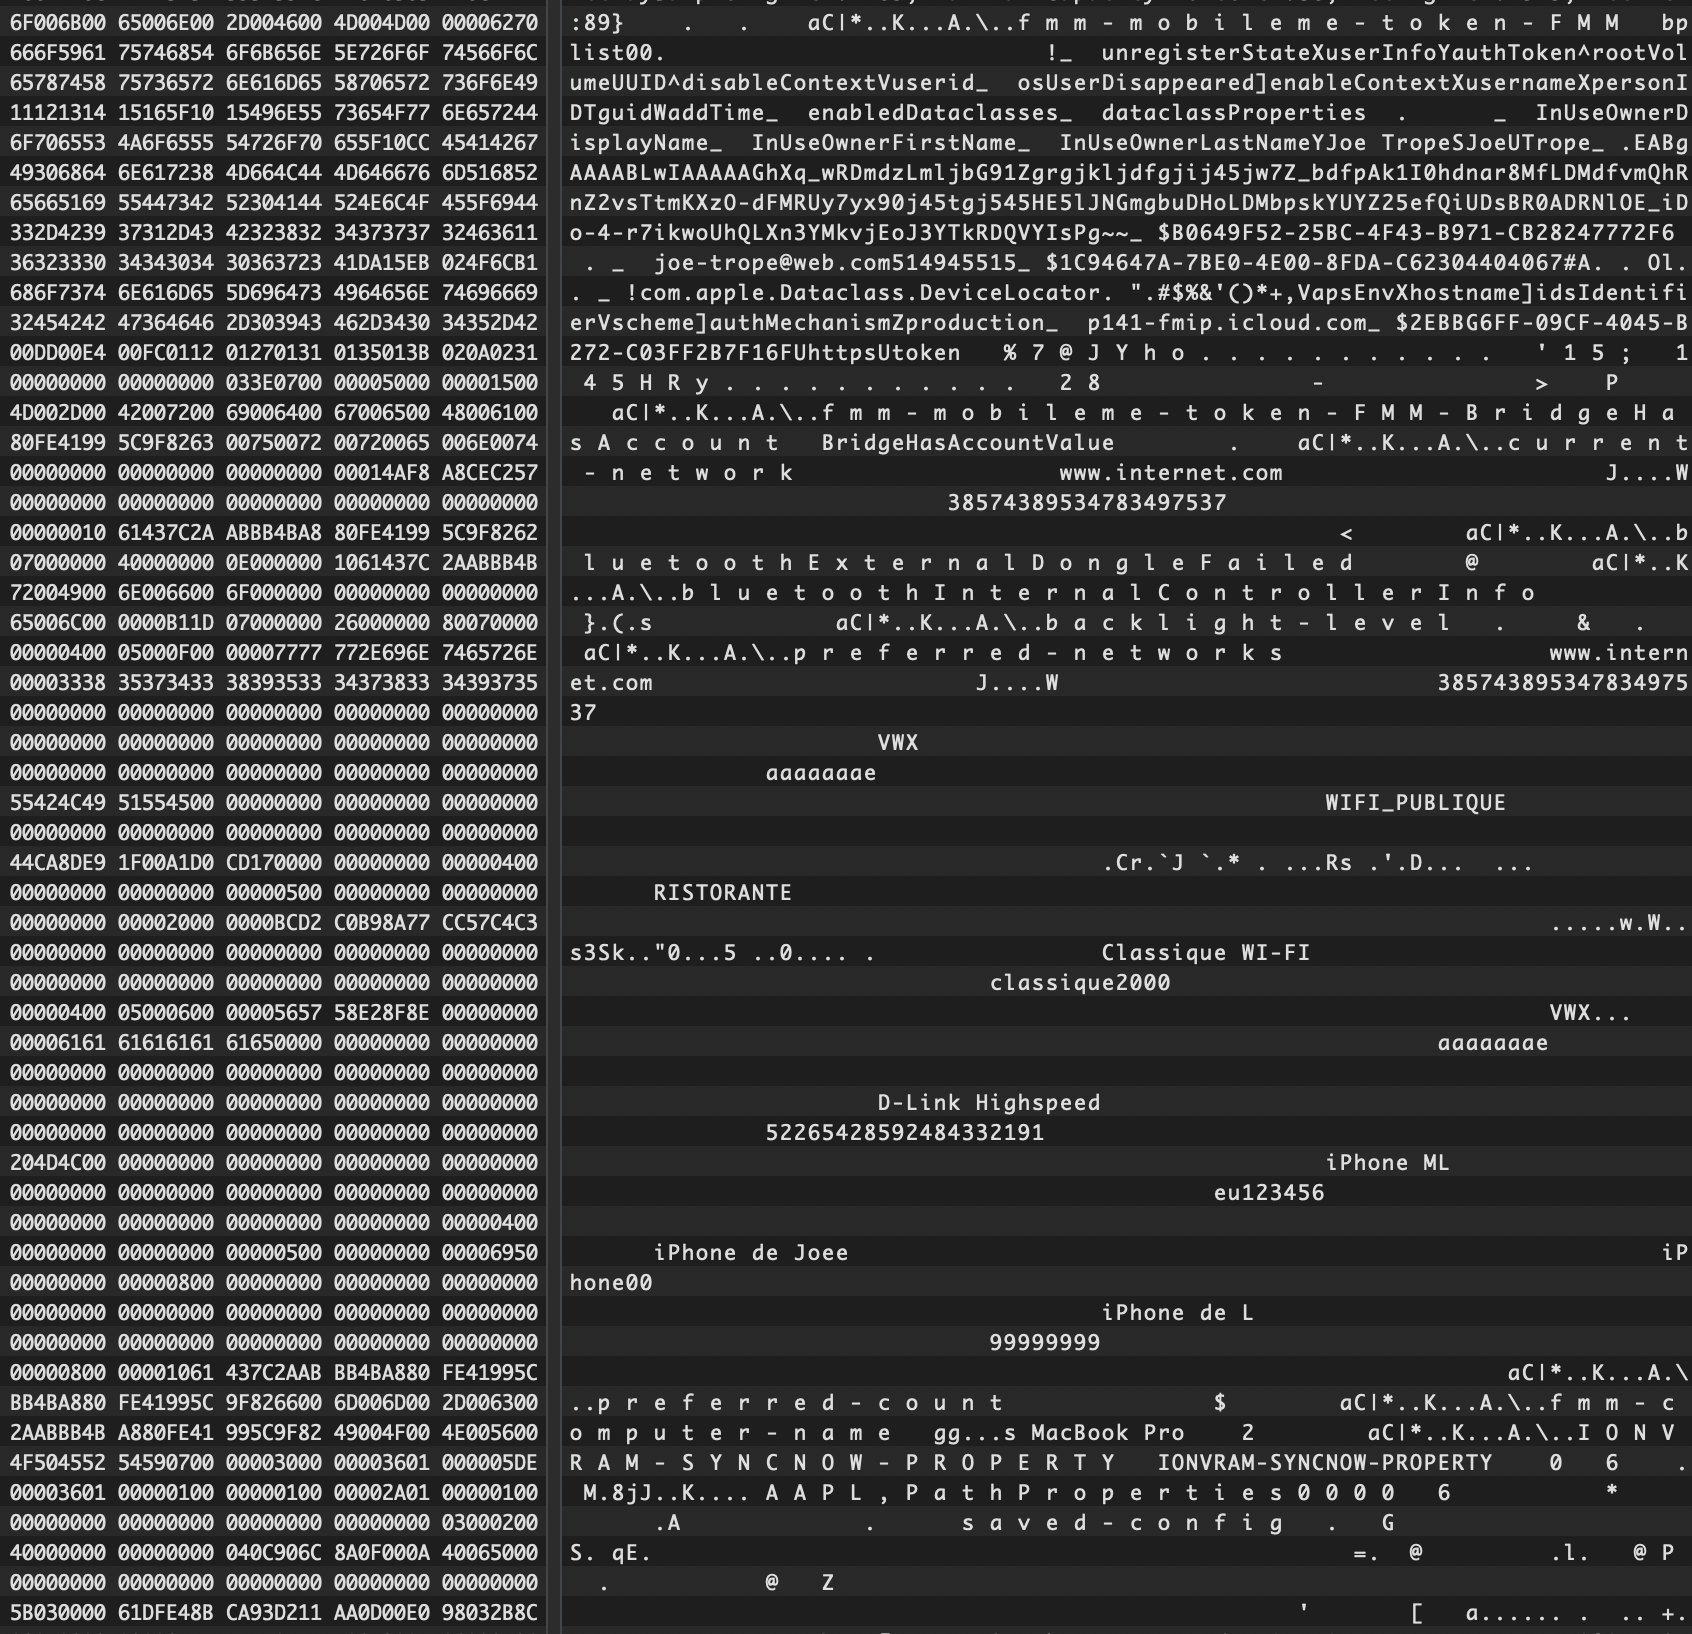 6F006B00 65006E00 2D004600 4D004D00 00006270 :89} . . aC|*..K...A.\..f m m - m o b i l e m e - t o k e n - F M M bp
666F5961 75746854 6F6B656E 5E726F6F 74566F6C list00. !_ unregisterStateXuserInfoYauthToken^rootVol
65787458 75736572 6E616D65 58706572 736F6E49 umeUUID^disableContextVuserid_ osUserDisappeared]enableContextXusernameXpersonI
11121314 15165F10 15496E55 73654F77 6E657244 DTguidWaddTime_ enabledDataclasses_ dataclassProperties . _ InUseOwnerD
6F706553 4A6F6555 54726F70 655F10CC 45414267 isplayName_ InUseOwnerFirstName_ InUseOwnerLastNameYJoe TropeSJoeUTrope_ .EABg
49306864 6E617238 4D664C44 4D646676 6D516852 AAAABLwIAAAAAGhXq_wRDmdzLmljbG91Zgrgjkljdfgjij45jw7Z_bdfpAk1I0hdnar8MfLDMdfvmQhR
65665169 55447342 52304144 524E6C4F 455F6944 nZ2vsTtmKXzO-dFMRUy7yx90j45tgj545HE5lJNGmgbuDHoLDMbpskYUYZ25efQiUDsBR0ADRNlOE_iD
332D4239 37312D43 42323832 34373737 32463611 o-4-r7ikwoUhQLXn3YMkvjEoJ3YTkRDQVYIsPg~~_ $B0649F52-25BC-4F43-B971-CB28247772F6
36323330 34343034 30363723 41DA15EB 024F6CB1 . _ joe-trope@web.com514945515_ $1C94647A-7BE0-4E00-8FDA-C62304404067#A. . Ol.
686F7374 6E616D65 5D696473 4964656E 74696669 . _ !com.apple.Dataclass.DeviceLocator. ".#$%&'()*+,VapsEnvXhostname]idsIdentifi
32454242 47364646 2D303943 462D3430 34352D42 erVscheme]authMechanismZproduction_ p141-fmip.icloud.com_ $2EBBG6FF-09CF-4045-B
00DD00E4 00FC0112 01270131 0135013B 020A0231 272-C03FF2B7F16FUhttpsUtoken % 7 @ J Y h o . . . . . . . . . . . ' 1 5 ; 1
00000000 00000000 033E0700 00005000 00001500 4 5 H R y . . . . . . . . . . . 2 8 - > P
4D002D00 42007200 69006400 67006500 48006100 aC|*..K...A.\..f m m - m o b i l e m e - t o k e n - F M M - B r i d g e H a
80FE4199 5C9F8263 00750072 00720065 006E0074 s A c c o u n t BridgeHasAccountValue . aC|*..K...A.\..c u r r e n t
00000000 00000000 00000000 00014AF8 A8CEC257 - n e t w o r k www.internet.com J....W
00000000 00000000 00000000 00000000 00000000 38574389534783497537
00000010 61437C2A ABBB4BA8 80FE4199 5C9F8262 < aC|*..K...A.\..b
07000000 40000000 0E000000 1061437C 2AABBB4B l u e t o o t h E x t e r n a l D o n g l e F a i l e d @ aC|*..K
72004900 6E006600 6F000000 00000000 00000000 ...A.\..b l u e t o o t h I n t e r n a l C o n t r o l l e r I n f o
65006C00 0000B11D 07000000 26000000 80070000 }.(.s aC|*..K...A.\..b a c k l i g h t - l e v e l . & .
00000400 05000F00 00007777 772E696E 7465726E aC|*..K...A.\..p r e f e r r e d - n e t w o r k s www.intern
00003338 35373433 38393533 34373833 34393735 et.com J....W 385743895347834975
00000000 00000000 00000000 00000000 00000000 37
00000000 00000000 00000000 00000000 00000000 VWX
00000000 00000000 00000000 00000000 00000000 aaaaaaae
55424C49 51554500 00000000 00000000 00000000 WIFI_PUBLIQUE
00000000 00000000 00000000 00000000 00000000
44CA8DE9 1F00A1D0 CD170000 00000000 00000400 .Cr.`J `.* . ...Rs .'.D... ...
00000000 00000000 00000500 00000000 00000000 RISTORANTE
00000000 00002000 0000BCD2 C0B98A77 CC57C4C3 .....w.W..
00000000 00000000 00000000 00000000 00000000 s3Sk.."0...5 ..0.... . Classique WI-FI
00000000 00000000 00000000 00000000 00000000 classique2000
00000400 05000600 00005657 58E28F8E 00000000 VWX...
00006161 61616161 61650000 00000000 00000000 aaaaaaae
00000000 00000000 00000000 00000000 00000000
00000000 00000000 00000000 00000000 00000000 D-Link Highspeed
00000000 00000000 00000000 00000000 00000000 52265428592484332191
204D4C00 00000000 00000000 00000000 00000000 iPhone ML
00000000 00000000 00000000 00000000 00000000 eu123456
00000000 00000000 00000000 00000000 00000400
00000000 00000000 00000500 00000000 00006950 iPhone de Joee iP
00000000 00000800 00000000 00000000 00000000 hone00
00000000 00000000 00000000 00000000 00000000 iPhone de L
00000000 00000000 00000000 00000000 00000000 99999999
00000800 00001061 437C2AAB BB4BA880 FE41995C aC|*..K...A.\
BB4BA880 FE41995C 9F826600 6D006D00 2D006300 ..p r e f e r r e d - c o u n t $ aC|*..K...A.\..f m m - c
2AABBB4B A880FE41 995C9F82 49004F00 4E005600 o m p u t e r - n a m e gg...s MacBook Pro 2 aC|*..K...A.\..I O N V
4F504552 54590700 00003000 00003601 000005DE R A M - S Y N C N O W - P R O P E R T Y IONVRAM-SYNCNOW-PROPERTY 0 6 .
00003601 00000100 00000100 00002A01 00000100 M.8jJ..K.... A A P L , P a t h P r o p e r t i e s 0 0 0 0 6 *
00000000 00000000 00000000 00000000 03000200 .A . s a v e d - c o n f i g . G
40000000 00000000 040C906C 8A0F000A 40065000 S. qE. =. @ .l. @ P
00000000 00000000 00000000 00000000 00000000 . @ Z
5B030000 61DFE48B CA93D211 AA0D00E0 98032B8C ' [ a...... . .. +.